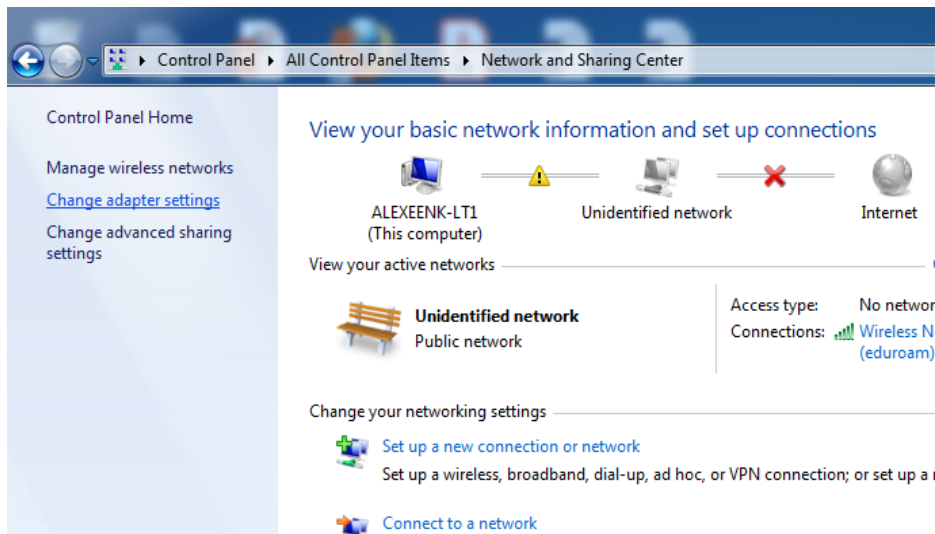 Control Panel ▸ All Control Panel Items ▸ Network and Sharing Center
Control Panel Home
Manage wireless networks
Change adapter settings
Change advanced sharing
settings
View your basic network information and set up connections
ALEXEENK-LT1
(This computer)
Unidentified network
Internet
View your active networks
Unidentified network
Public network
Access type: No networ
Connections: Wireless N
(eduroam)
Change your networking settings
Set up a new connection or network
Set up a wireless, broadband, dial-up, ad hoc, or VPN connection; or set up a
Connect to a network